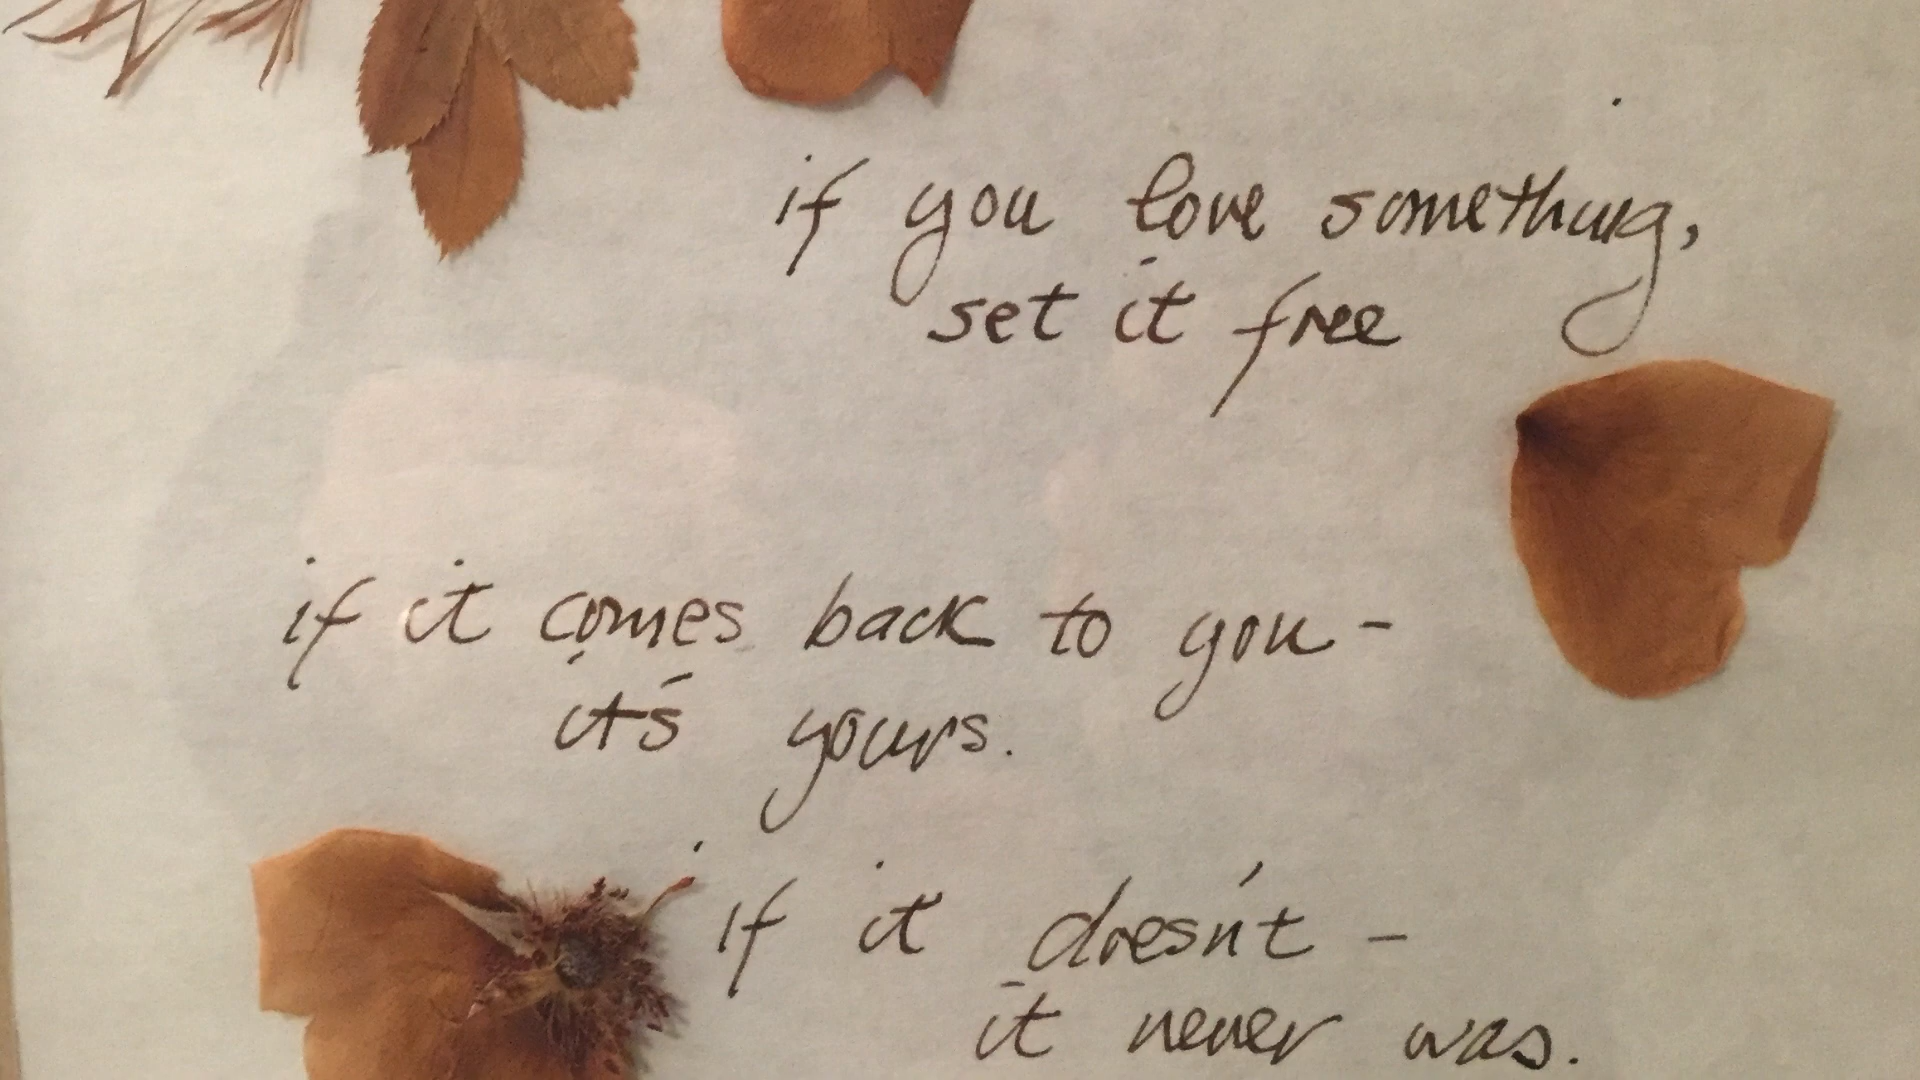 if you love something,
set it free
if it comes back to you -
it's yours.
if it doesn't -
it never was.